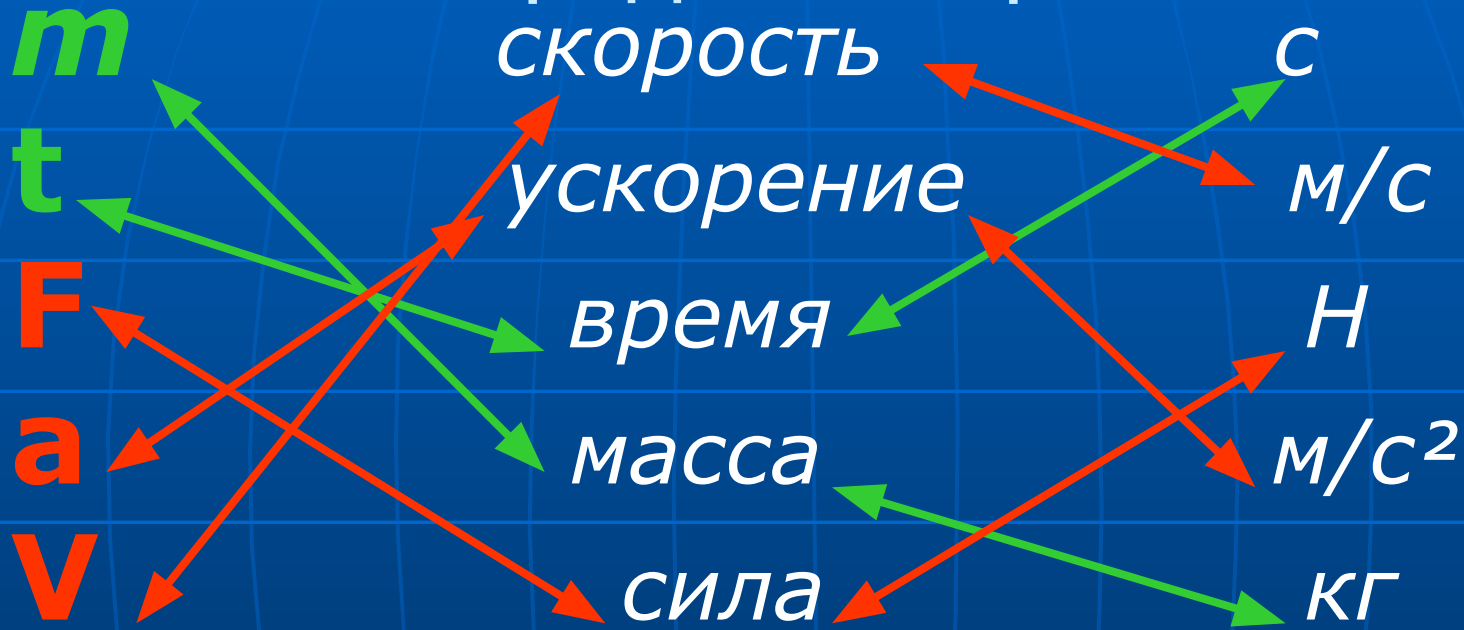 m скорость с
t ускорение м/с
F время Н
a масса м/с²
V сила кг